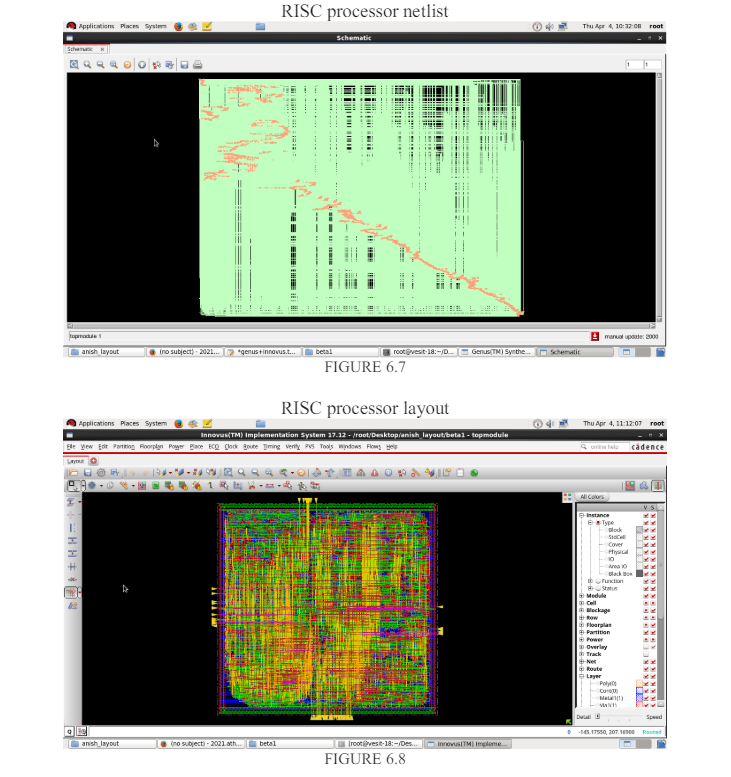 RISC processor netlist
Applications Places System Thu Apr 4, 10:32:08 root
Schematic
Schematic
1 1
topmodule 1 manual update: 2000
anish_layout (no subject) - 2021... *genus+innovus.t... beta1 root@vesit-18:~/D... Genus(TM) Synthe... Schematic
FIGURE 6.7
RISC processor layout
Applications Places System Thu Apr 4, 11:12:07 root
Innovus(TM) Implementation System 17.12 - /root/Desktop/anish_layout/beta1 - topmodule
File View Edit Partition Floorplan Power Place ECO Clock Route Timing Verify PVS Tools Windows Flows Help online help cādence
Layout
All Colors
V S
Instance
Type
Block
StdCell
Cover
Physical
IO
Area IO
Black Box
Function
Status
Module
Cell
Blockage
Row
Floorplan
Partition
Power
Overlay
Track
Net
Route
Layer
Poly(0)
Cont(0)
Metal1(1)
Via1(1)
Detail Speed
Q 0 -145.17550, 207.16900 Routed
anish_layout (no subject) - 2021.ath... beta1 [root@vesit-18:~/Des... Innovus(TM) Impleme...
FIGURE 6.8